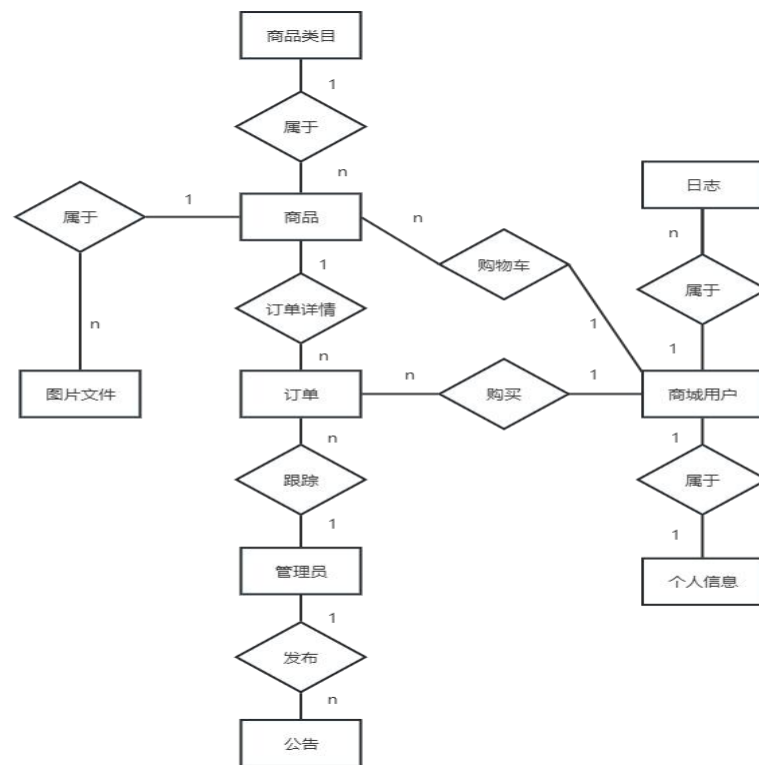 商品类目
1
属于
n
日志
属于
1
商品
n
n
购物车
属于
1
订单详情
1
n
n
1
图片文件
订单
n
购买
1
商城用户
n
1
跟踪
属于
1
1
管理员
个人信息
1
发布
n
公告